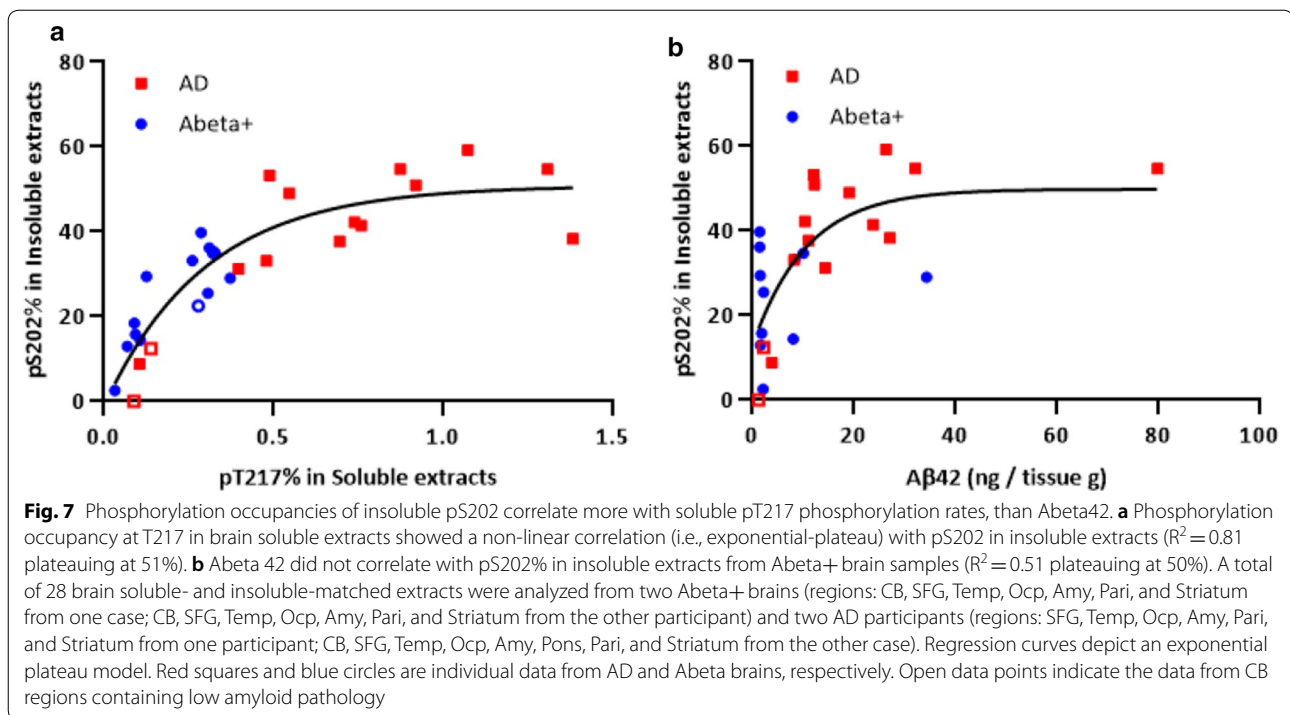 a
80
60
40
20
0
pS202% in Insoluble extracts
AD
Abeta+
0.0
0.5
1.0
1.5
pT217% in Soluble extracts
b
80
60
40
20
0
pS202% in Insoluble extracts
AD
Abeta+
0
20
40
60
80
100
Aβ42 (ng / tissue g)
Fig. 7 Phosphorylation occupancies of insoluble pS202 correlate more with soluble pT217 phosphorylation rates, than Abeta42. a Phosphorylation
occupancy at T217 in brain soluble extracts showed a non-linear correlation (i.e., exponential-plateau) with pS202 in insoluble extracts (R² = 0.81
plateauing at 51%). b Abeta 42 did not correlate with pS202% in insoluble extracts from Abeta+ brain samples (R² = 0.51 plateauing at 50%). A total
of 28 brain soluble- and insoluble-matched extracts were analyzed from two Abeta+ brains (regions: CB, SFG, Temp, Ocp, Amy, Pari, and Striatum
from one case; CB, SFG, Temp, Ocp, Amy, Pari, and Striatum from the other participant) and two AD participants (regions: SFG, Temp, Ocp, Amy, Pari,
and Striatum from one participant; CB, SFG, Temp, Ocp, Amy, Pons, Pari, and Striatum from the other case). Regression curves depict an exponential
plateau model. Red squares and blue circles are individual data from AD and Abeta brains, respectively. Open data points indicate the data from CB
regions containing low amyloid pathology